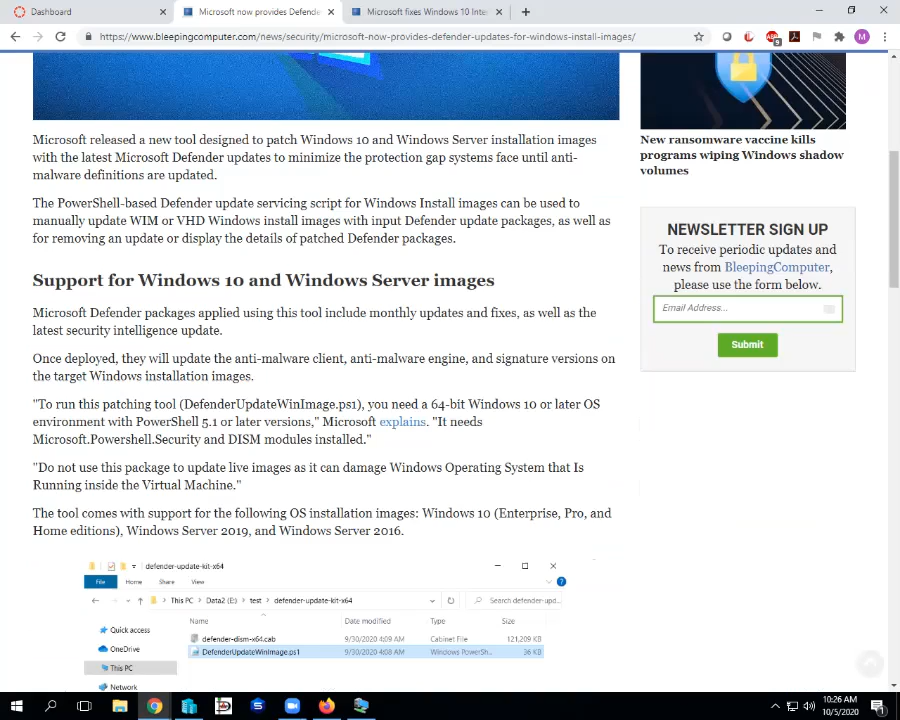 Dashboard
Microsoft now provides Defende
Microsoft fixes Windows 10 Inte
https://www.bleepingcomputer.com/news/security/microsoft-now-provides-defender-updates-for-windows-install-images/
M
Microsoft released a new tool designed to patch Windows 10 and Windows Server installation images
with the latest Microsoft Defender updates to minimize the protection gap systems face until anti-
malware definitions are updated.
The PowerShell-based Defender update servicing script for Windows Install images can be used to
manually update WIM or VHD Windows install images with input Defender update packages, as well as
for removing an update or display the details of patched Defender packages.
Support for Windows 10 and Windows Server images
Microsoft Defender packages applied using this tool include monthly updates and fixes, as well as the
latest security intelligence update.
Once deployed, they will update the anti-malware client, anti-malware engine, and signature versions on
the target Windows installation images.
"To run this patching tool (DefenderUpdateWinImage.ps1), you need a 64-bit Windows 10 or later OS
environment with PowerShell 5.1 or later versions," Microsoft explains. "It needs
Microsoft.Powershell.Security and DISM modules installed."
"Do not use this package to update live images as it can damage Windows Operating System that Is
Running inside the Virtual Machine."
The tool comes with support for the following OS installation images: Windows 10 (Enterprise, Pro, and
Home editions), Windows Server 2019, and Windows Server 2016.
defender-update-kit-x64
File Home Share View
This PC > Data2 (E:) > test > defender-update-kit-x64
Search defender-upd...
Name Date modified Type Size
Quick access
defender-dism-x64.cab 9/30/2020 4:09 AM Cabinet File 121,209 KB
OneDrive
DefenderUpdateWinImage.ps1 9/30/2020 4:08 AM Windows PowerSh... 36 KB
This PC
Network
New ransomware vaccine kills
programs wiping Windows shadow
volumes
NEWSLETTER SIGN UP
To receive periodic updates and
news from BleepingComputer,
please use the form below.
Email Address...
Submit
10:26 AM
10/5/2020